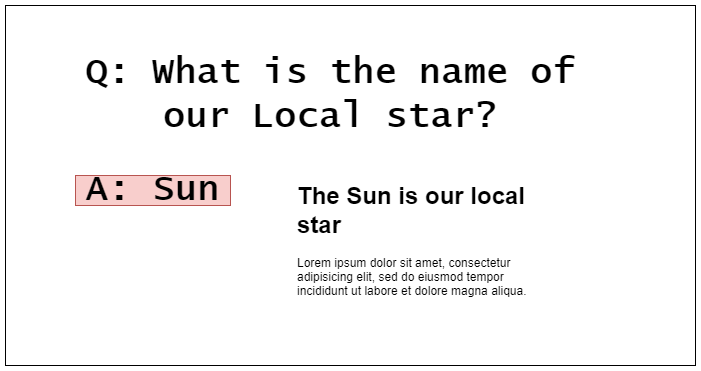 Q: What is the name of
our Local star?
A: Sun
The Sun is our local
star
Lorem ipsum dolor sit amet, consectetur
adipisicing elit, sed do eiusmod tempor
incididunt ut labore et dolore magna aliqua.